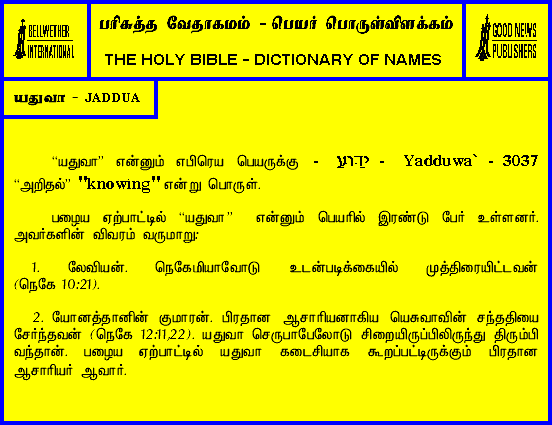 BELLWETHER
INTERNATIONAL
பரிசுத்த வேதாகமம் - பெயர் பொருள்விளக்கம்
THE HOLY BIBLE - DICTIONARY OF NAMES
GOOD NEWS
PUBLISHERS
யதுவா - JADDUA
“யதுவா” என்னும் எபிரெய பெயருக்கு - ידּוּע - Yadduwa` - 3037
“அறிதல்” "knowing" என்று பொருள்.
பழைய ஏற்பாட்டில் “யதுவா” என்னும் பெயரில் இரண்டு பேர் உள்ளனர்.
அவர்களின் விவரம் வருமாறு:
1. லேவியன். நெகேமியாவோடு உடன்படிக்கையில் முத்திரையிட்டவன்
(நெகே 10:21).
2. யோனத்தானின் குமாரன். பிரதான ஆசாரியனாகிய யெசுவாவின் சந்ததியை
சேர்ந்தவன் (நெகே 12:11,22). யதுவா செருபாபேலோடு சிறையிருப்பிலிருந்து திரும்பி
வந்தான். பழைய ஏற்பாட்டில் யதுவா கடைசியாக கூறப்பட்டிருக்கும் பிரதான
ஆசாரியர் ஆவார்.